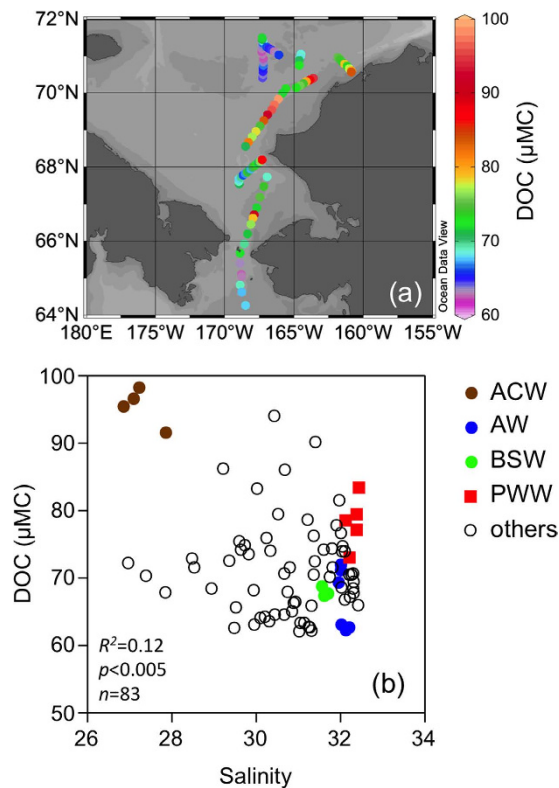 72°N
70°N
68°N
66°N
64°N
180°E
175°W
170°W
165°W
160°W
155°W
(a)
Ocean Data View
100
90
80
70
60
DOC (μMC)
100
90
80
70
60
50
DOC (μMC)
R²=0.12
p<0.005
n=83
(b)
26
28
30
32
34
Salinity
ACW
AW
BSW
PWW
others